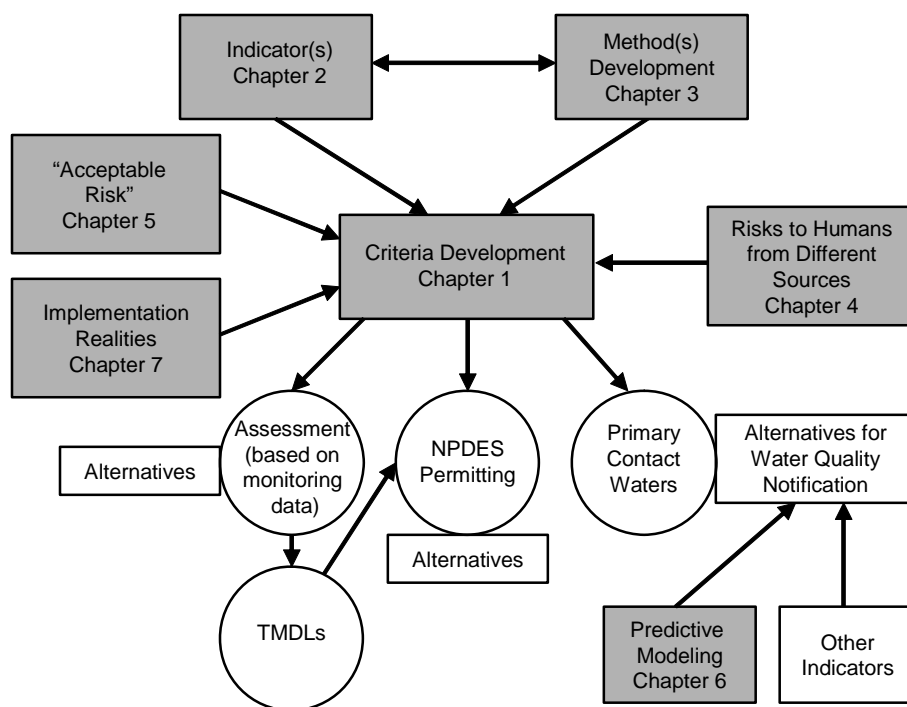 Indicator(s)
Chapter 2
Method(s)
Development
Chapter 3
“Acceptable
Risk”
Chapter 5
Criteria Development
Chapter 1
Risks to Humans
from Different
Sources
Chapter 4
Implementation
Realities
Chapter 7
Alternatives
Assessment
(based on
monitoring
data)
NPDES
Permitting
Alternatives
Primary
Contact
Waters
Alternatives for
Water Quality
Notification
TMDLs
Predictive
Modeling
Chapter 6
Other
Indicators